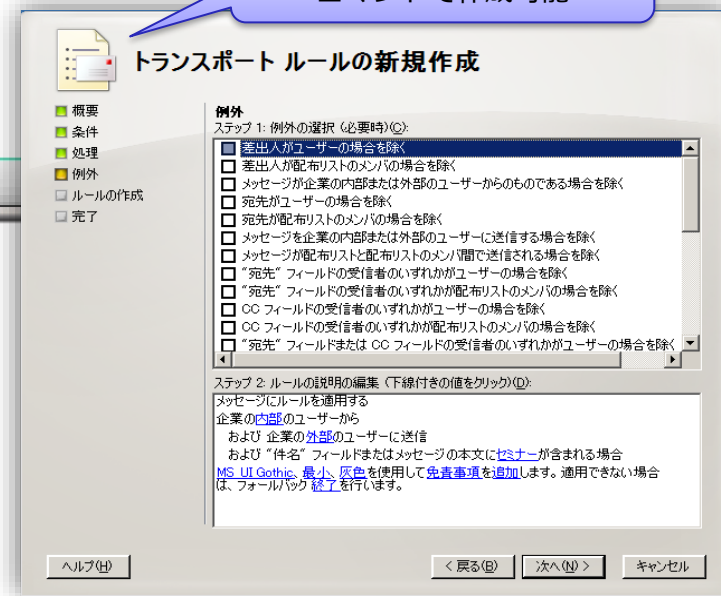 コマンドで作成可能
トランスポート ルールの新規作成
概要
条件
処理
例外
ルールの作成
完了
例外
ステップ 1: 例外の選択 (必要時)(C):
差出人がユーザーの場合を除く
差出人が配布リストのメンバの場合を除く
メッセージが企業の内部または外部のユーザーからのものである場合を除く
宛先がユーザーの場合を除く
宛先が配布リストのメンバの場合を除く
メッセージを企業の内部または外部のユーザーに送信する場合を除く
メッセージが配布リストと配布リストのメンバ間で送信される場合を除く
"宛先" フィールドの受信者のいずれかがユーザーの場合を除く
"宛先" フィールドの受信者のいずれかが配布リストのメンバの場合を除く
CC フィールドの受信者のいずれかがユーザーの場合を除く
CC フィールドの受信者のいずれかが配布リストのメンバの場合を除く
"宛先" フィールドまたは CC フィールドの受信者のいずれかがユーザーの場合を除く
ステップ 2: ルールの説明の編集 (下線付きの値をクリック)(D):
メッセージにルールを適用する
企業の内部のユーザーから
および 企業の外部のユーザーに送信
および "件名" フィールドまたはメッセージの本文にセミナーが含まれる場合
MS UI Gothic、最小、灰色を使用して免責事項を追加します。適用できない場合
は、フォールバック 終了を行います。
ヘルプ(H)
< 戻る(B)
次へ(N) >
キャンセル